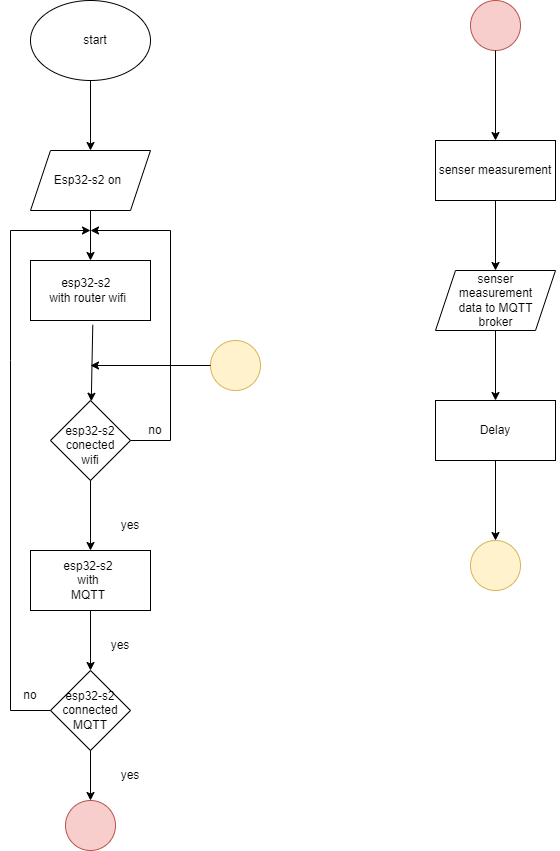 start
Esp32-s2 on
esp32-s2
with router wifi
esp32-s2
conected
wifi
no
yes
esp32-s2
with
MQTT
yes
esp32-s2
connected
MQTT
no
yes
senser measurement
senser
measurement
data to MQTT
broker
Delay